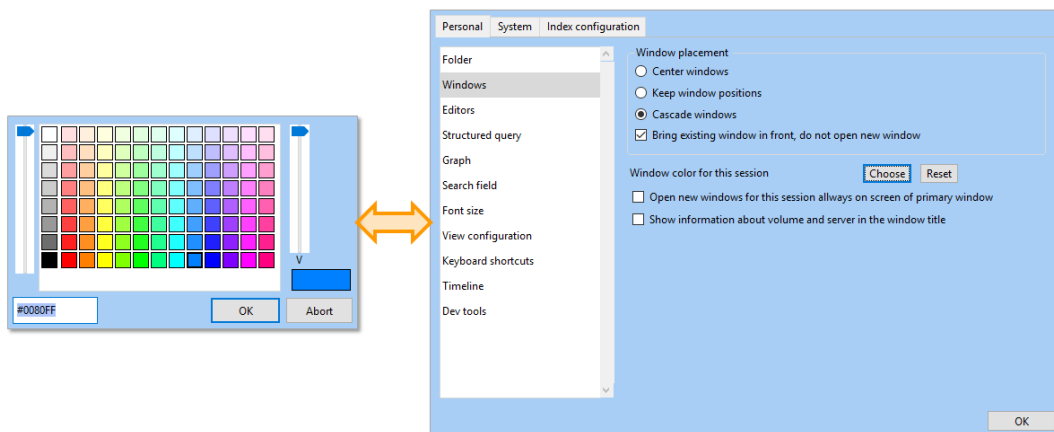 V
#0080FF
OK
Abort
Personal System Index configuration
Folder
Windows
Editors
Structured query
Graph
Search field
Font size
View configuration
Keyboard shortcuts
Timeline
Dev tools
Window placement
Center windows
Keep window positions
Cascade windows
Bring existing window in front, do not open new window
Window color for this session Choose Reset
Open new windows for this session allways on screen of primary window
Show information about volume and server in the window title
OK